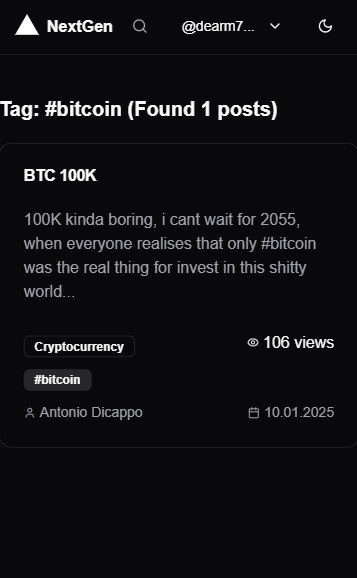 NextGen @dearm7...
Tag: #bitcoin (Found 1 posts)
BTC 100K
100K kinda boring, i cant wait for 2055,
when everyone realises that only #bitcoin
was the real thing for invest in this shitty
world...
Cryptocurrency 106 views
#bitcoin
Antonio Dicappo 10.01.2025